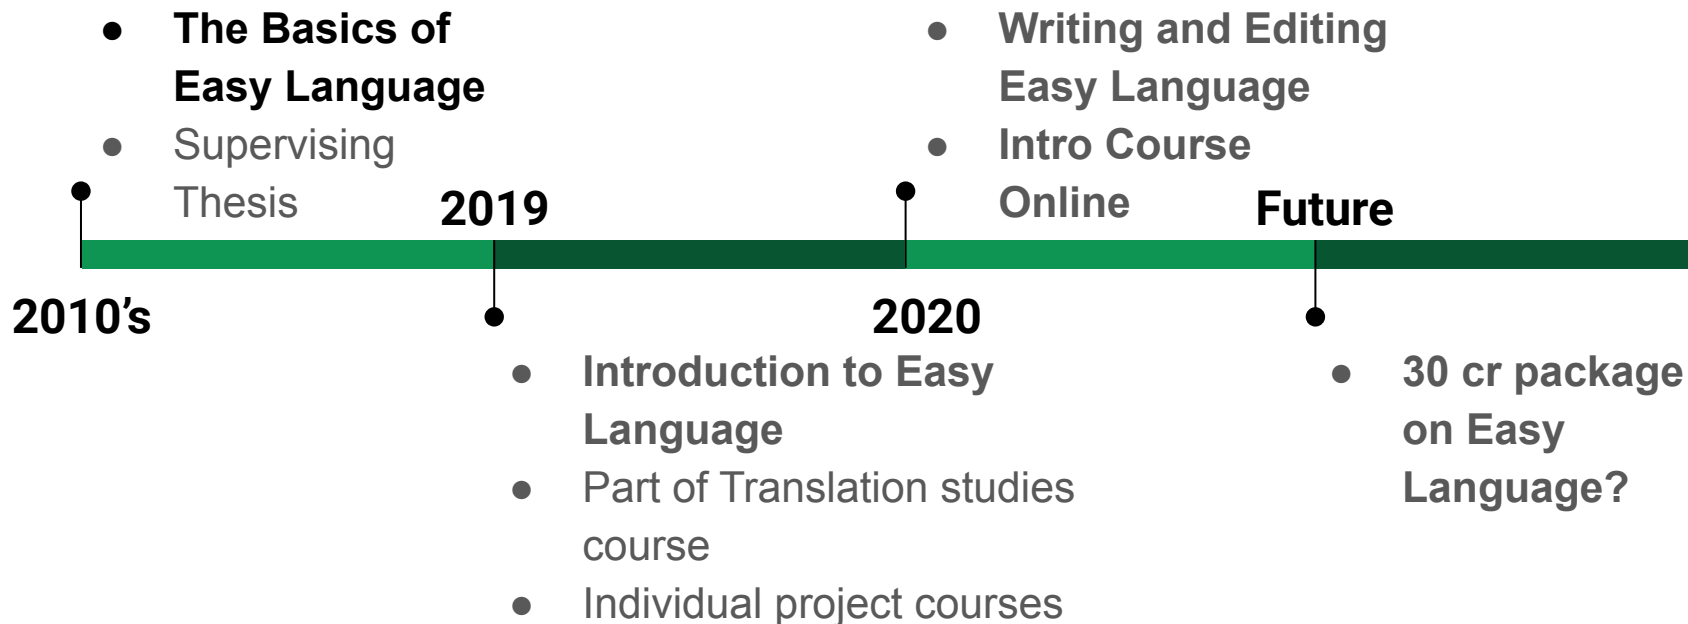 ● The Basics of
Easy Language
● Supervising
Thesis
2010’s
2019
● Introduction to Easy
Language
● Part of Translation studies
course
● Individual project courses
● Writing and Editing
Easy Language
● Intro Course
Online
2020
Future
● 30 cr package
on Easy
Language?